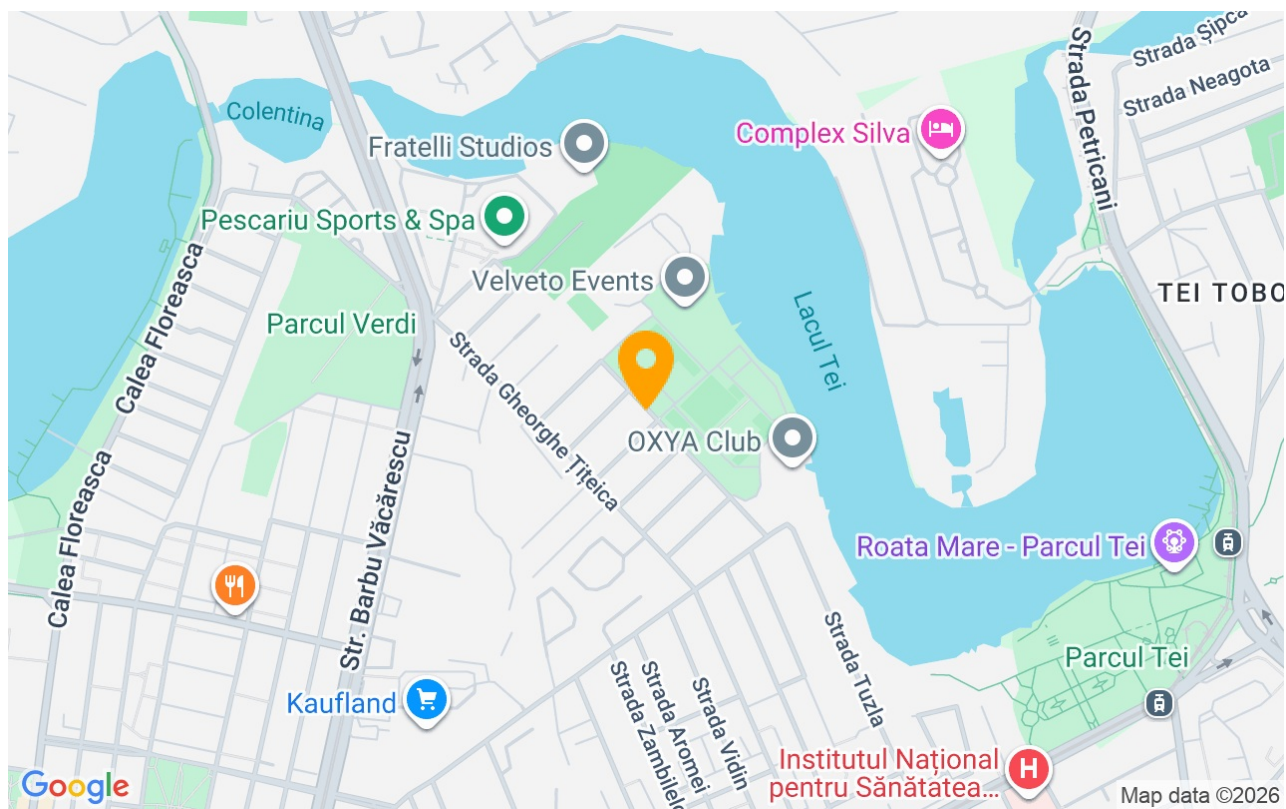 Strada Șipca
Strada Neagota
Strada Petricani
Colentina
Fratelli Studios
Complex Silva
Pescariu Sports & Spa
Calea Floreasca
Velveto Events
TEI TOBO
Lacul Tei
Parcul Verdi
Strada Gheorghe Țițeica
OXYA Club
Calea Floreasca
Str. Barbu Văcărescu
Roata Mare - Parcul Tei
Parcul Tei
Strada Tuzla
Strada Vidin
Strada Aromei
Strada Zambilelo
Kaufland
Institutul Național
pentru Sănătatea...
H
Google
Map data ©2026